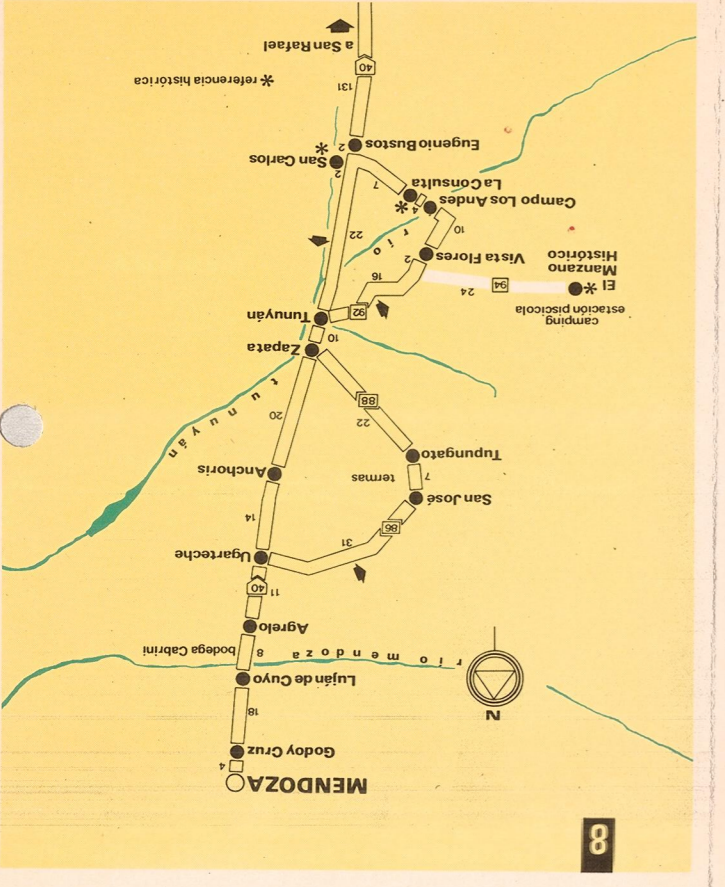 8
MENDOZA
4
Godoy Cruz
18
N
Luján de Cuyo
río mendoza
8
bodega Cabrini
Agrelo
11
40
Ugarteche
31
86
14
San José
7
termas
Anchoris
Tupungato
tunuyán
20
22
88
Zapata
10
Tunuyán
camping
estación piscícola
El
Manzano
Histórico
24
94
92
16
Vista Flores
2
río
22
10
Campo Los Andes
4
La Consulta
7
San Carlos
2
Eugenio Bustos
2
131
* referencia histórica
40
a San Rafael